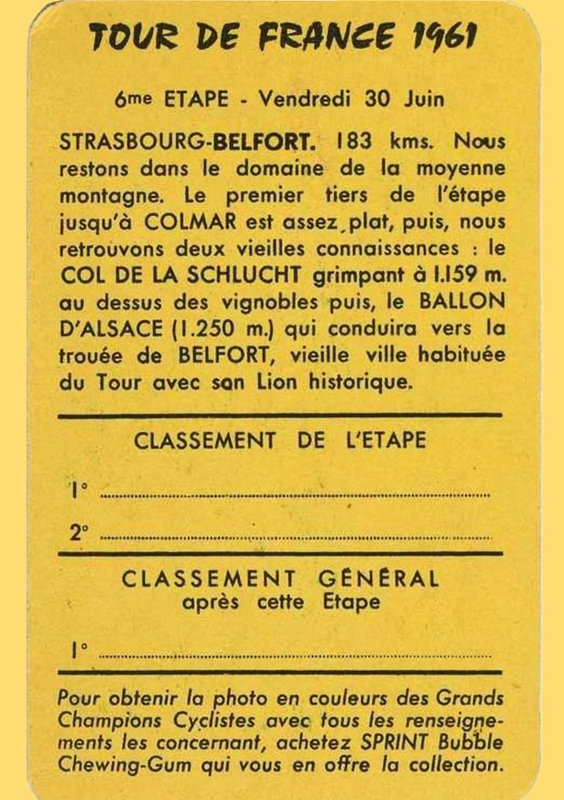 TOUR DE FRANCE 1961
6me ETAPE - Vendredi 30 Juin
STRASBOURG-BELFORT. 183 kms. Nous
restons dans le domaine de la moyenne
montagne. Le premier tiers de l'étape
jusqu'à COLMAR est assez plat, puis, nous
retrouvons deux vieilles connaissances : le
COL DE LA SCHLUCHT grimpant à 1.159 m.
au dessus des vignobles puis, le BALLON
D'ALSACE (1.250 m.) qui conduira vers la
trouée de BELFORT, vieille ville habituée
du Tour avec son Lion historique.
CLASSEMENT DE L'ETAPE
1° ..........
2° ..........
CLASSEMENT GÉNÉRAL
après cette Etape
1° ..........
Pour obtenir la photo en couleurs des Grands
Champions Cyclistes avec tous les renseigne-
ments les concernant, achetez SPRINT Bubble
Chewing-Gum qui vous en offre la collection.